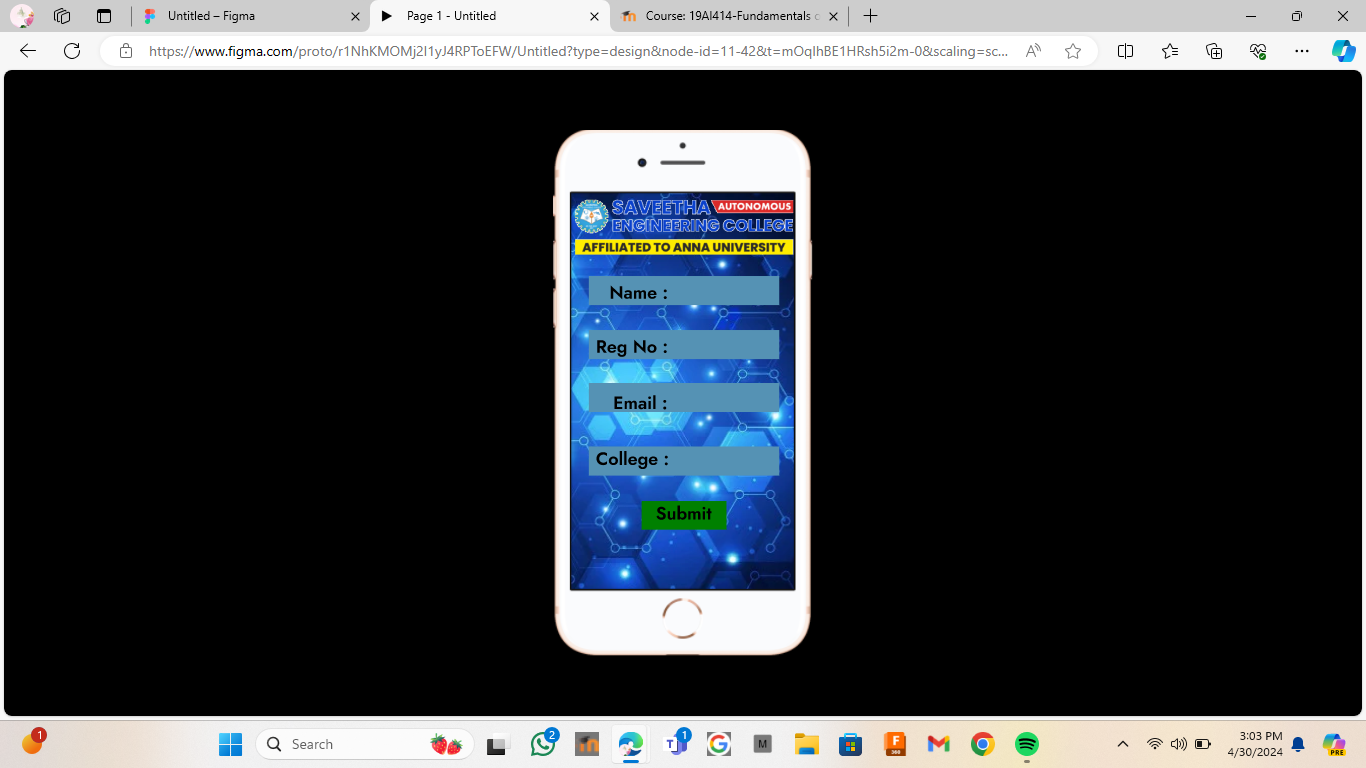 Untitled – Figma
Page 1 - Untitled
Course: 19AI414-Fundamentals
https://www.figma.com/proto/r1NhKMOMj2I1yJ4RPToEFW/Untitled?type=design&node-id=11-42&t=mOqIhBE1HRsh5i2m-0&scaling=sc...
SAVEETHA AUTONOMOUS
ENGINEERING COLLEGE
AFFILIATED TO ANNA UNIVERSITY
Name :
Reg No :
Email :
College :
Submit
1
Search
2
1
M
F
360
PRE
3:03 PM
4/30/2024